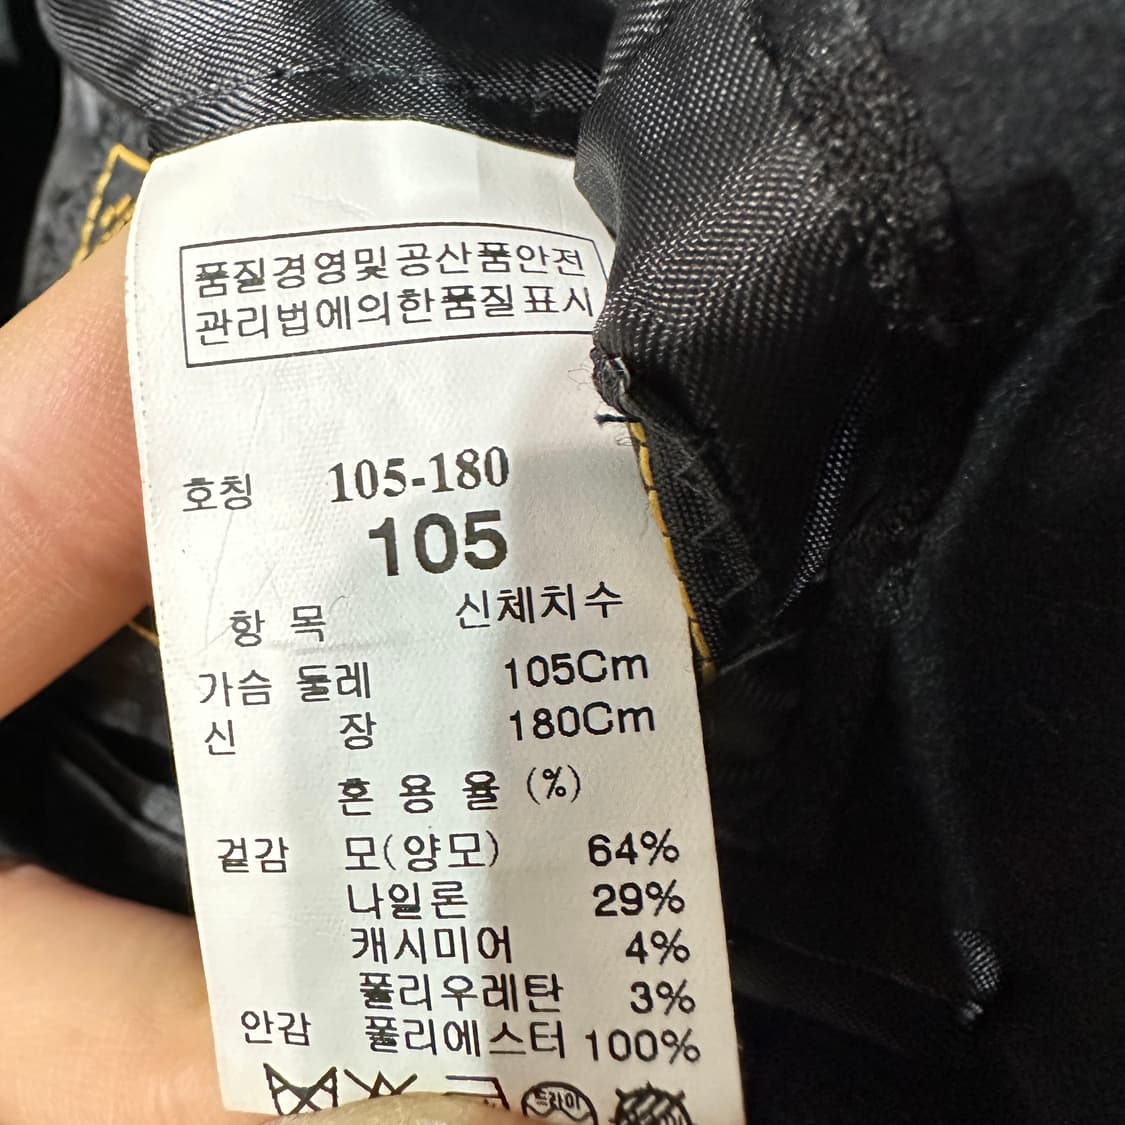 품질경영및공산품안전
관리법에의한품질표시
호칭 105-180
105
항 목 신체치수
가슴 둘레 105Cm
신 장 180Cm
혼 용 율 (%)
겉감 모(양모) 64%
나일론 29%
캐시미어 4%
폴리우레탄 3%
안감 폴리에스터 100%
드라이